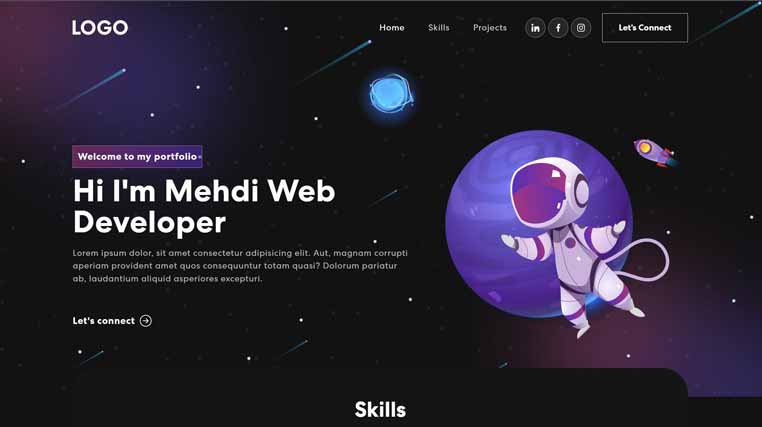 LOGO
Home
Skills
Projects
in
f
Let's Connect
Welcome to my portfolio
Hi I'm Mehdi Web
Developer
Lorem ipsum dolor, sit amet consectetur adipisicing elit. Aut, magnam corrupti
aperiam provident amet quos consequuntur totam quasi? Dolorum pariatur
ab, laudantium aliquid asperiores excepturi.
Let's connect
Skills